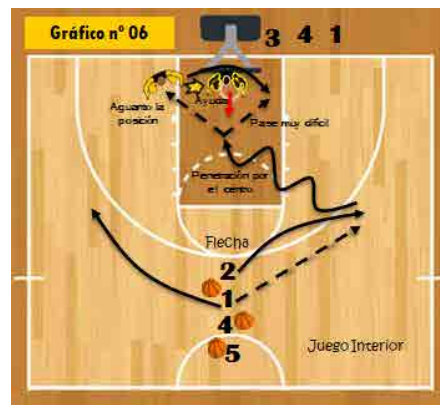 Gráfico nº 06
3 4 1
Ayuda
Aguanto la
posición
Pase muy difícil
Penetración por
el centro
Flecha
2
1
4
5
Juego Interior